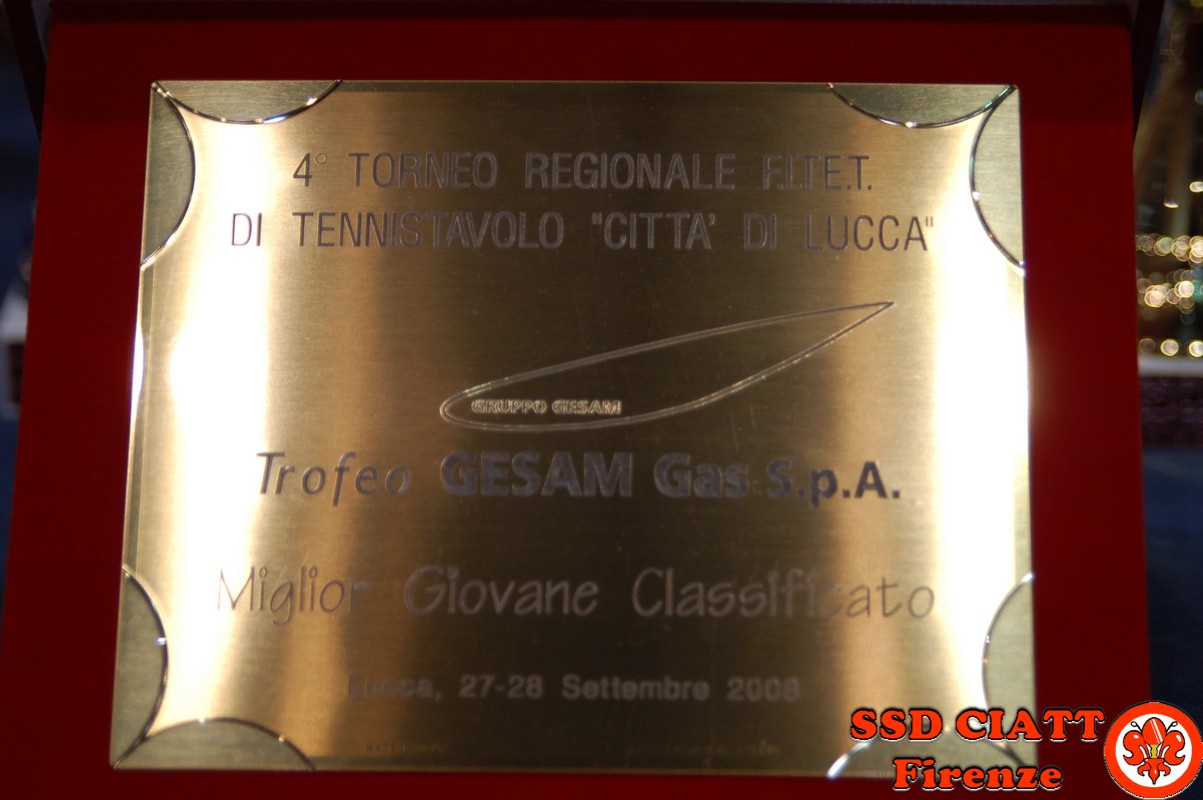 4° TORNEO REGIONALE F.I.TE.T.
DI TENNISTAVOLO "CITTA' DI LUCCA"
GRUPPO GESAM
Trofeo GESAM Gas S.p.A.
Miglior Giovane Classificato
Lucca, 27-28 Settembre 2008
SSD CIATT
Firenze